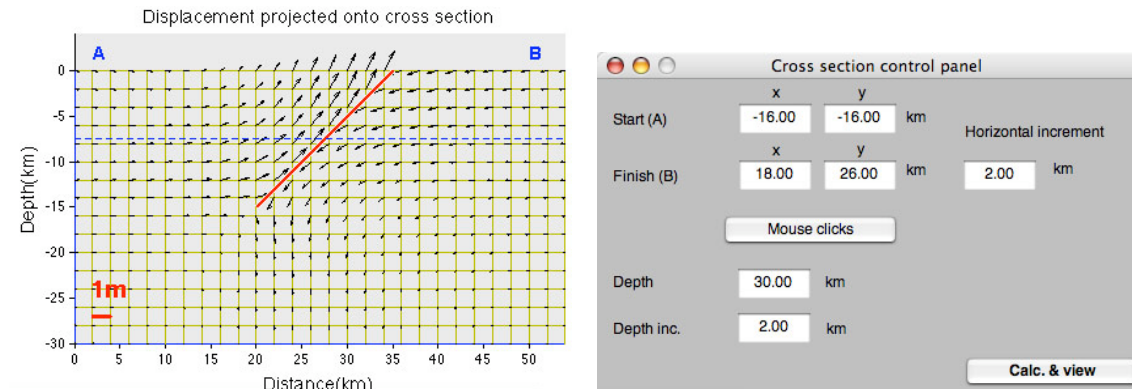 Displacement projected onto cross section
A B
0
-5
-10
-15
-20
-25
-30
Depth(km)
1m
0 5 10 15 20 25 30 35 40 45 50
Distance(km)
Cross section control panel
x y
Start (A) -16.00 -16.00 km
Horizontal increment
x y
Finish (B) 18.00 26.00 km 2.00 km
Mouse clicks
Depth 30.00 km
Depth inc. 2.00 km
Calc. & view